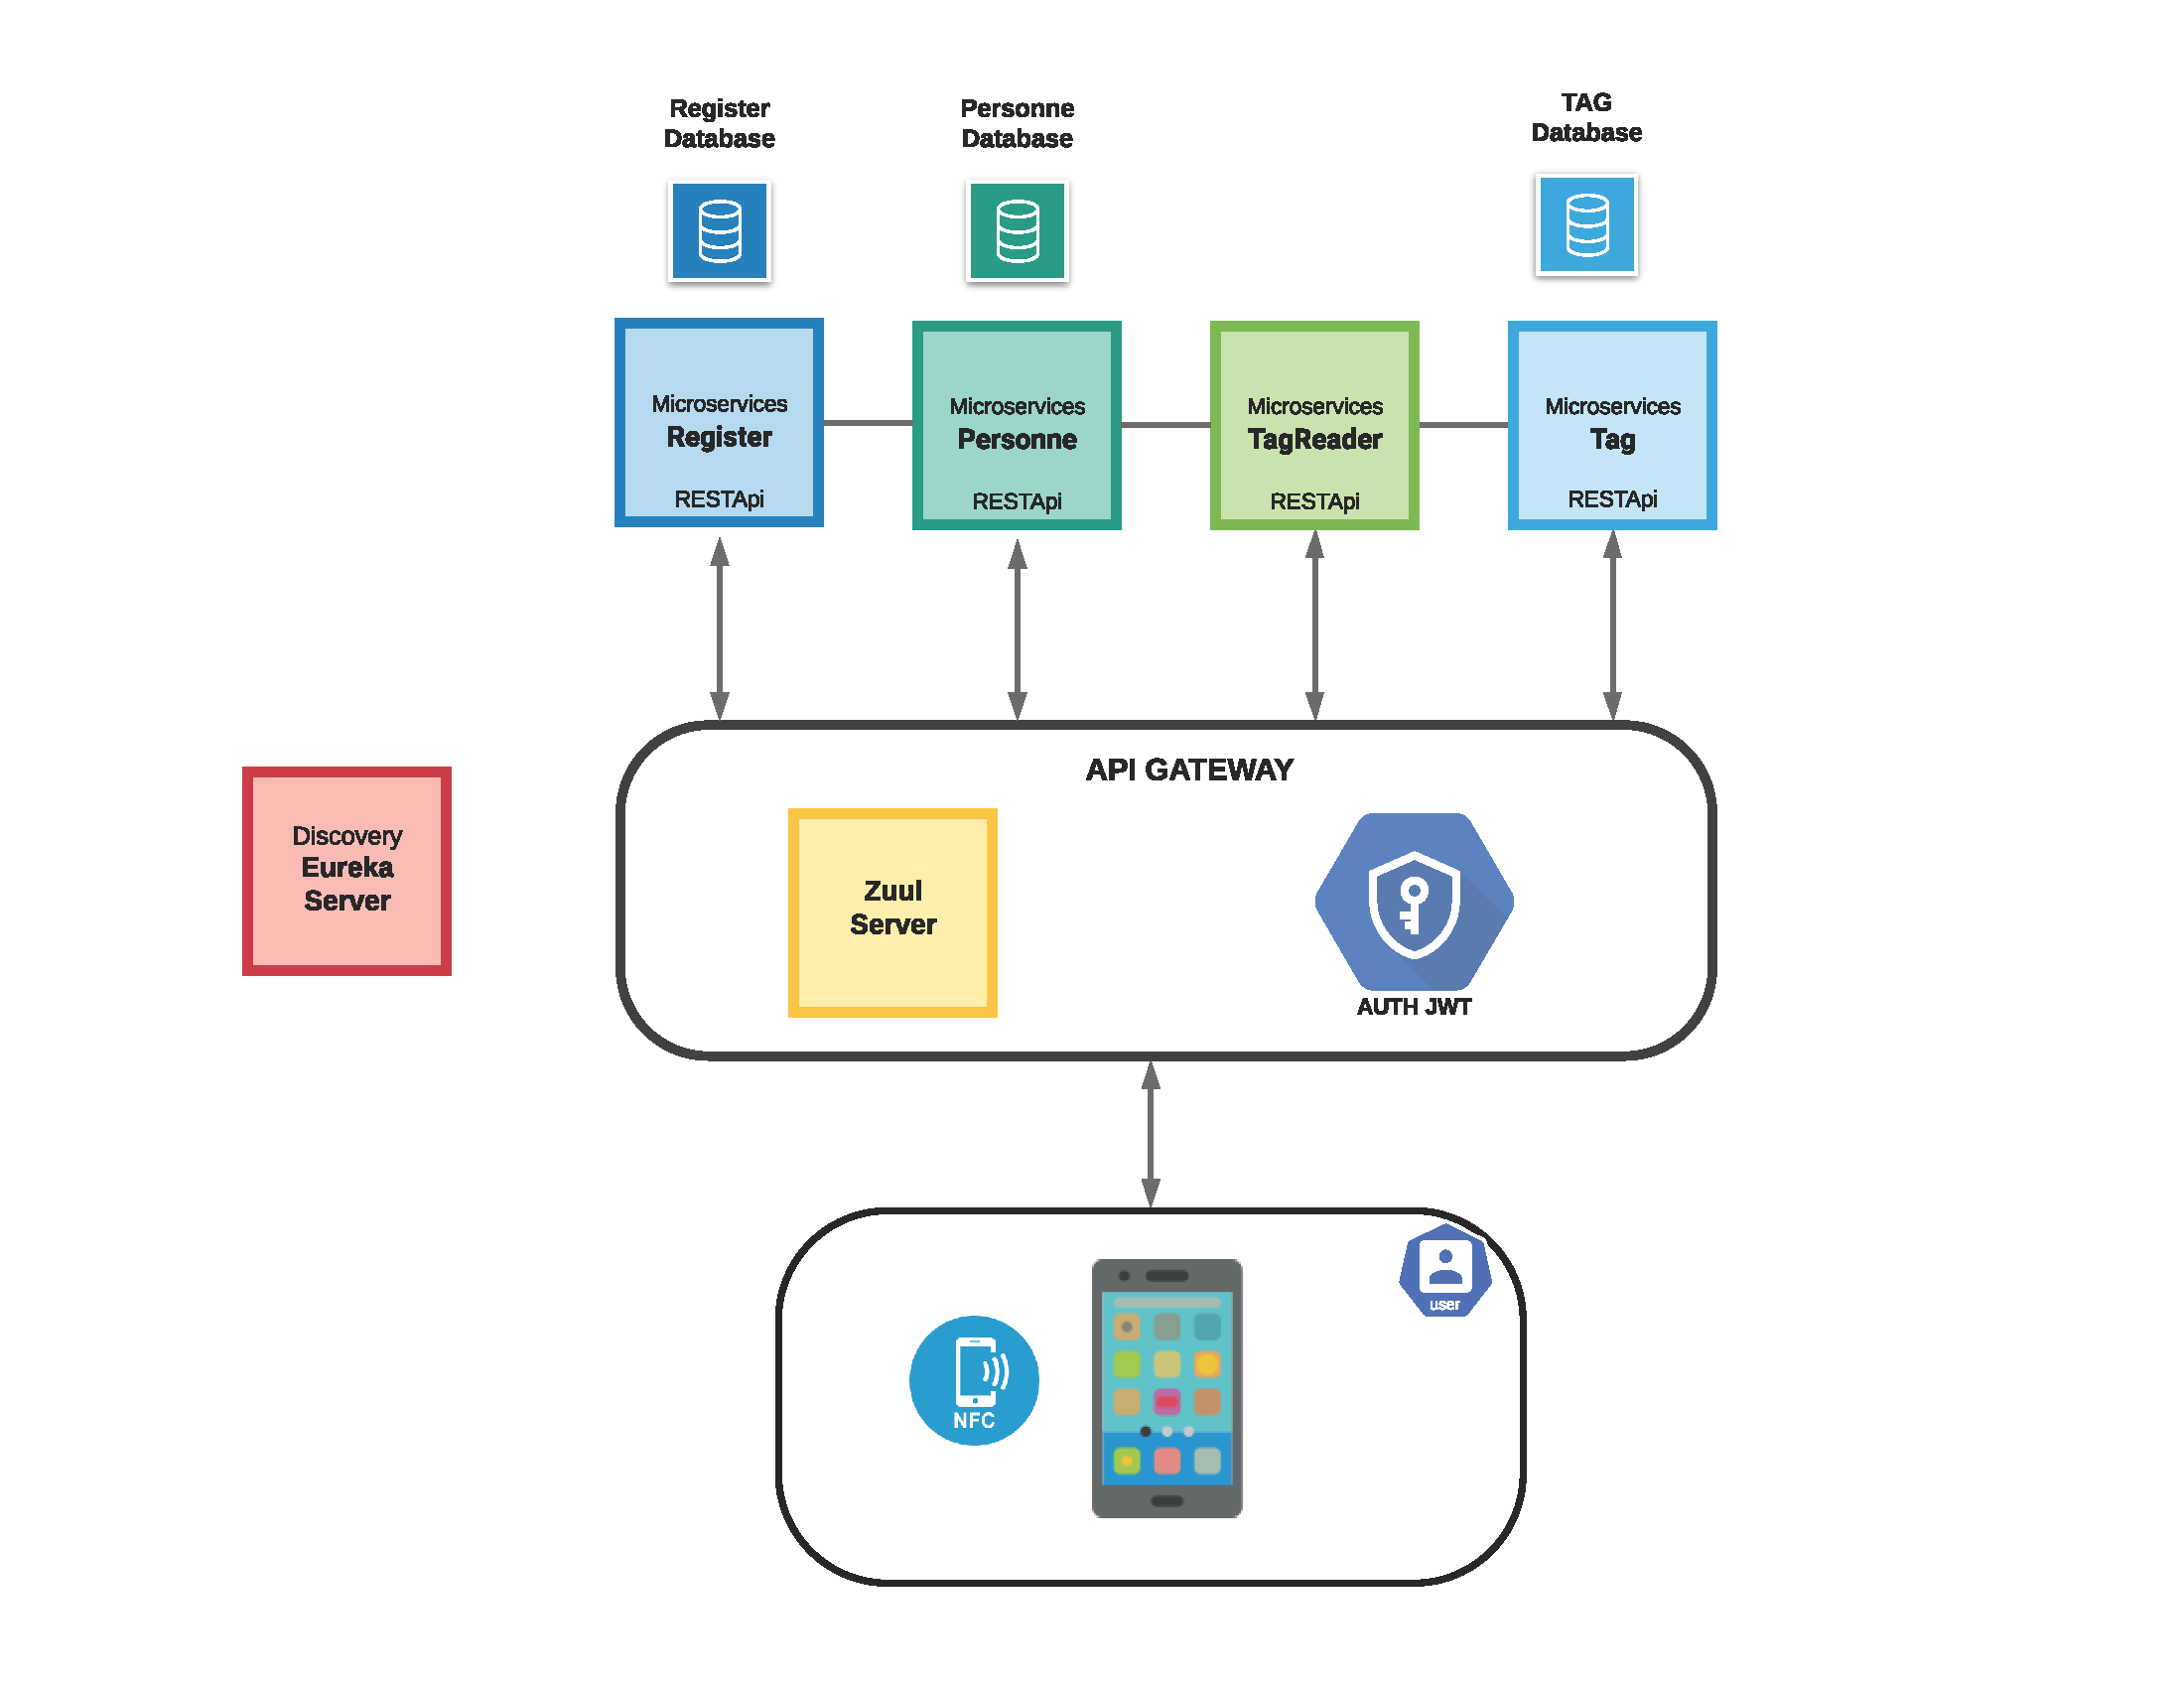 Register
Database
Personne
Database
TAG
Database
Microservices
Register
RESTApi
Microservices
Personne
RESTApi
Microservices
TagReader
RESTApi
Microservices
Tag
RESTApi
API GATEWAY
Discovery
Eureka
Server
Zuul
Server
AUTH JWT
user
NFC